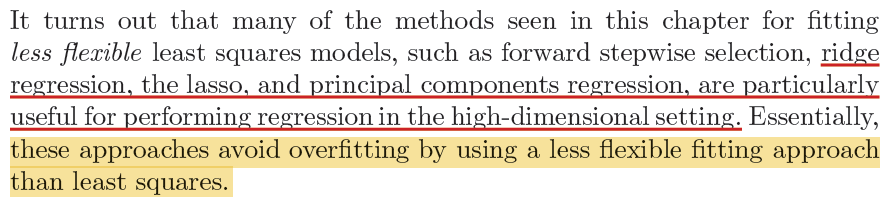 It turns out that many of the methods seen in this chapter for fitting
less flexible least squares models, such as forward stepwise selection, ridge
regression, the lasso, and principal components regression, are particularly
useful for performing regression in the high-dimensional setting. Essentially,
these approaches avoid overfitting by using a less flexible fitting approach
than least squares.